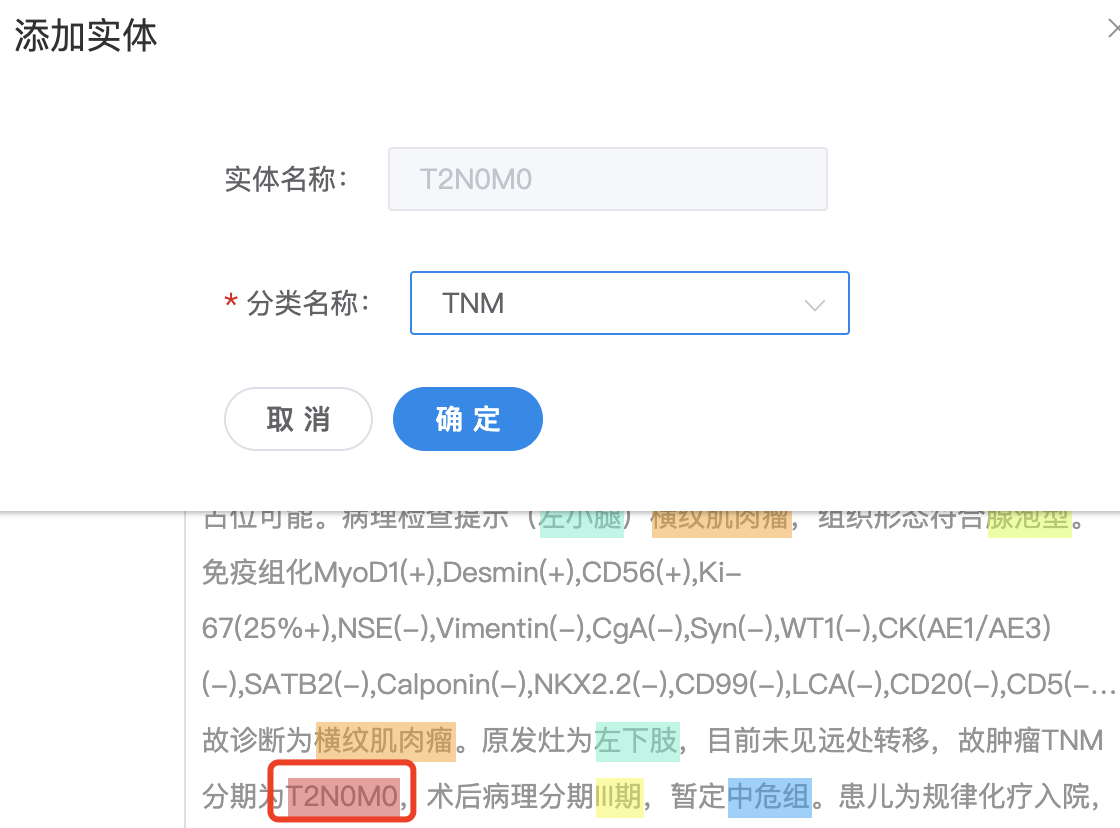 添加实体
实体名称：
T2N0M0
* 分类名称：
TNM
取 消
确 定
占位可能。病理检查提示（左小腿）横纹肌肉瘤，组织形态符合腺泡型。
免疫组化MyoD1(+),Desmin(+),CD56(+),Ki-
67(25%+),NSE(-),Vimentin(-),CgA(-),Syn(-),WT1(-),CK(AE1/AE3)
(-),SATB2(-),Calponin(-),NKX2.2(-),CD99(-),LCA(-),CD20(-),CD5(-…
故诊断为横纹肌肉瘤。原发灶为左下肢，目前未见远处转移，故肿瘤TNM
分期为T2N0M0，术后病理分期III期，暂定中危组。患儿为规律化疗入院，